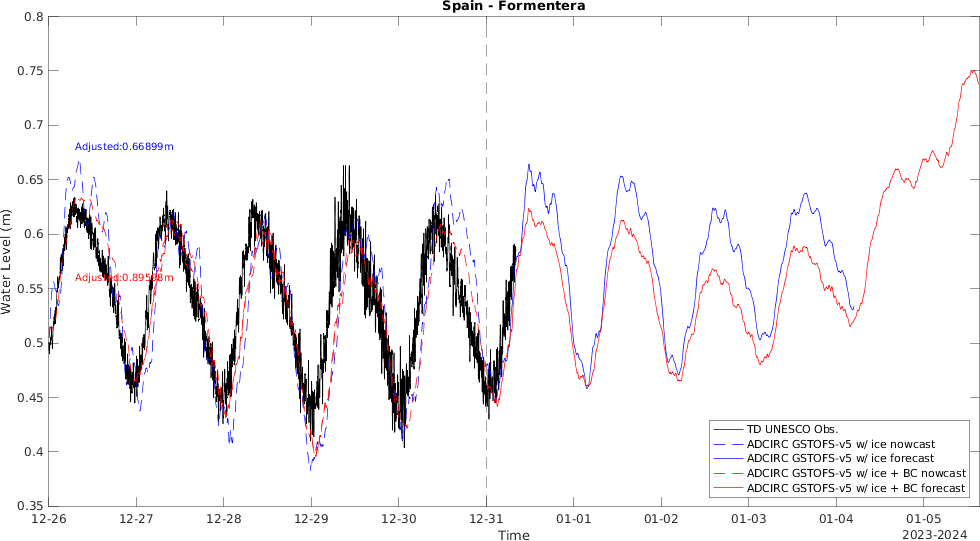 Spain - Formentera
0.8
0.75
0.7
0.65
0.6
0.55
0.5
0.45
0.4
0.35
Water Level (m)
Adjusted:0.66899m
TD UNESCO Obs.
ADCIRC GSTOFS-v5 w/ ice nowcast
ADCIRC GSTOFS-v5 w/ ice forecast
ADCIRC GSTOFS-v5 w/ ice + BC nowcast
ADCIRC GSTOFS-v5 w/ ice + BC forecast
12-26 12-27 12-28 12-29 12-30 12-31 01-01 01-02 01-03 01-04 01-05
Time
2023-2024